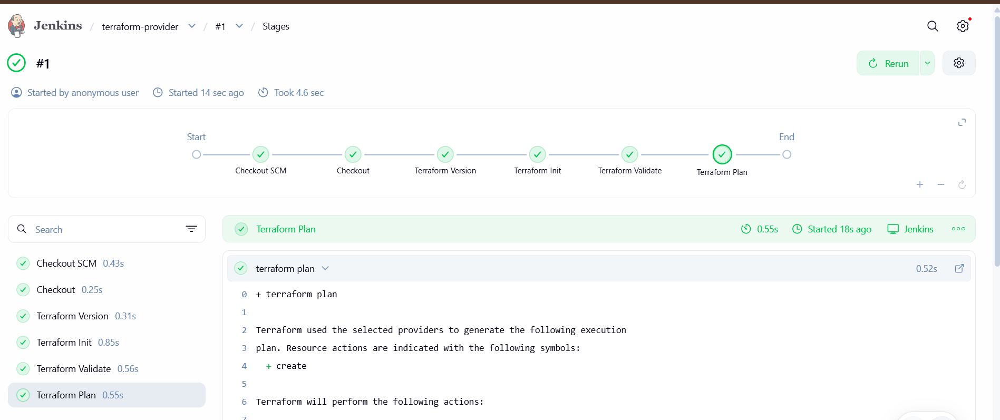 Jenkins / terraform-provider / #1 / Stages
#1
Rerun
Started by anonymous user Started 14 sec ago Took 4.6 sec
Start End
Checkout SCM Checkout Terraform Version Terraform Init Terraform Validate Terraform Plan
Search
Checkout SCM 0.43s
Checkout 0.25s
Terraform Version 0.31s
Terraform Init 0.85s
Terraform Validate 0.56s
Terraform Plan 0.55s
Terraform Plan 0.55s Started 18s ago Jenkins
terraform plan 0.52s
0 + terraform plan
1
2 Terraform used the selected providers to generate the following execution
3 plan. Resource actions are indicated with the following symbols:
4 + create
5
6 Terraform will perform the following actions:
7